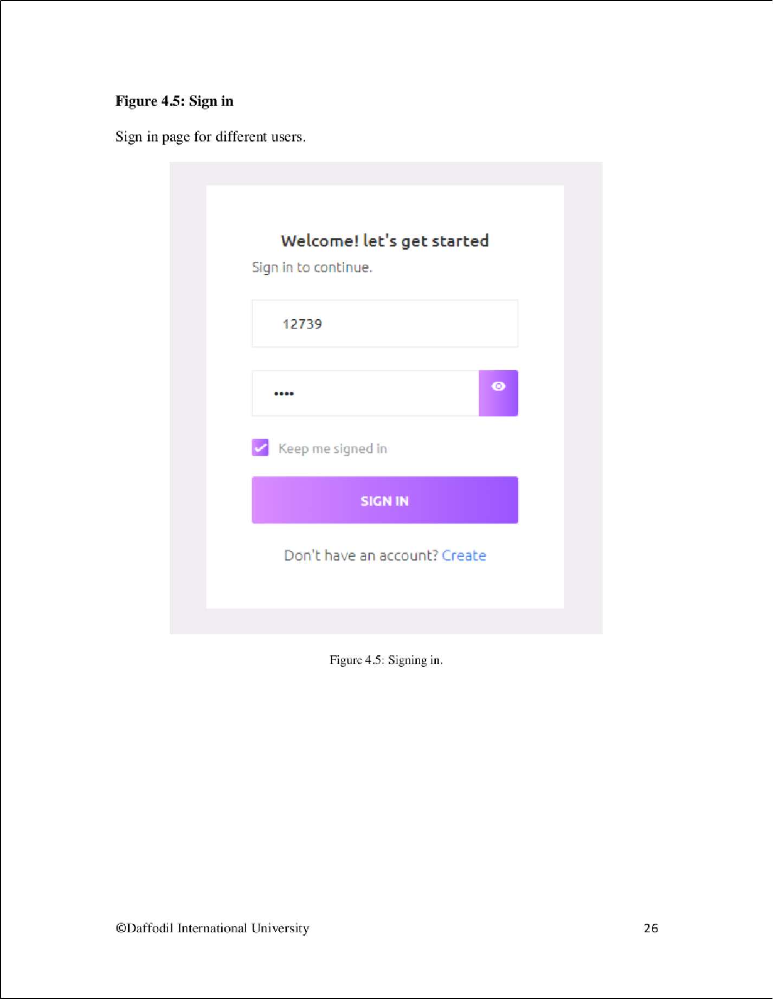 Figure 4.5: Sign in
Sign in page for different users.
Welcome! let's get started
Sign in to continue.
12739
••••
Keep me signed in
SIGN IN
Don't have an account? Create
Figure 4.5: Signing in.
©Daffodil International University 26